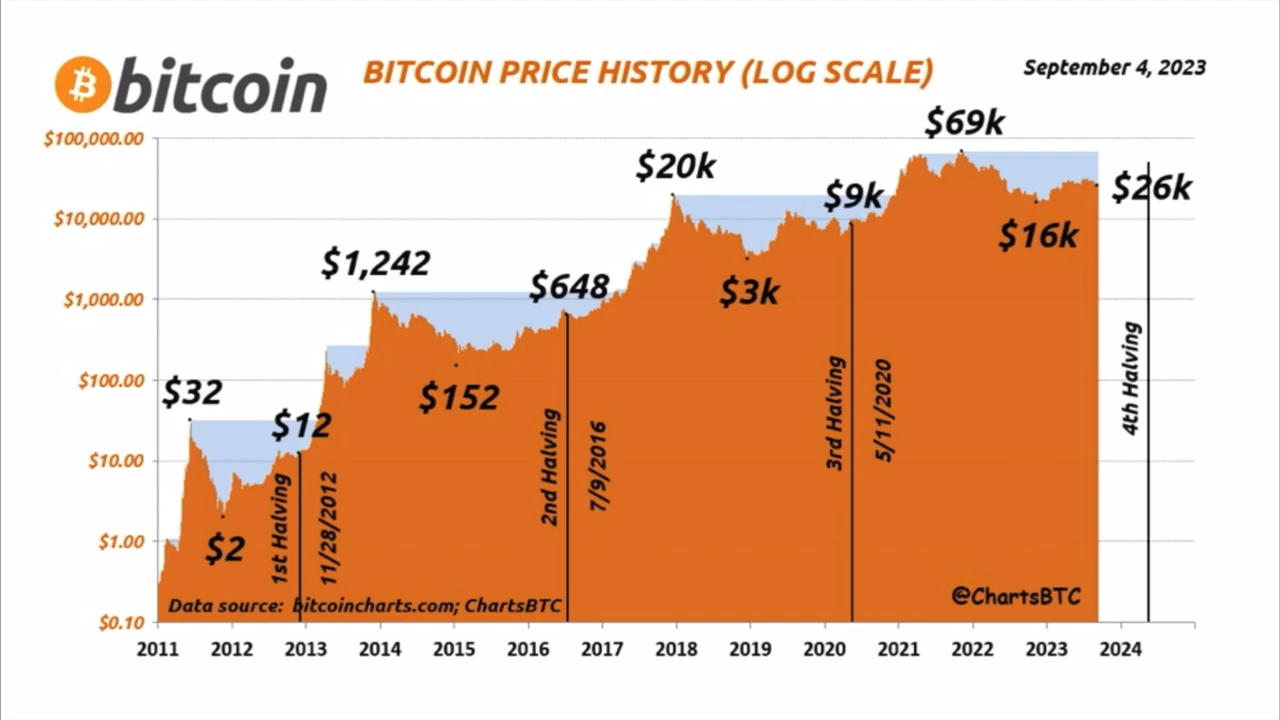 bitcoin
BITCOIN PRICE HISTORY (LOG SCALE)
September 4, 2023
$100,000.00
$10,000.00
$1,000.00
$100.00
$10.00
$1.00
$0.10
$32
$2
$12
$1,242
$152
$648
$20k
$3k
$9k
$69k
$16k
$26k
1st Halving
11/28/2012
2nd Halving
7/9/2016
3rd Halving
5/11/2020
4th Halving
Data source: bitcoincharts.com; ChartsBTC
@ChartsBTC
2011 2012 2013 2014 2015 2016 2017 2018 2019 2020 2021 2022 2023 2024